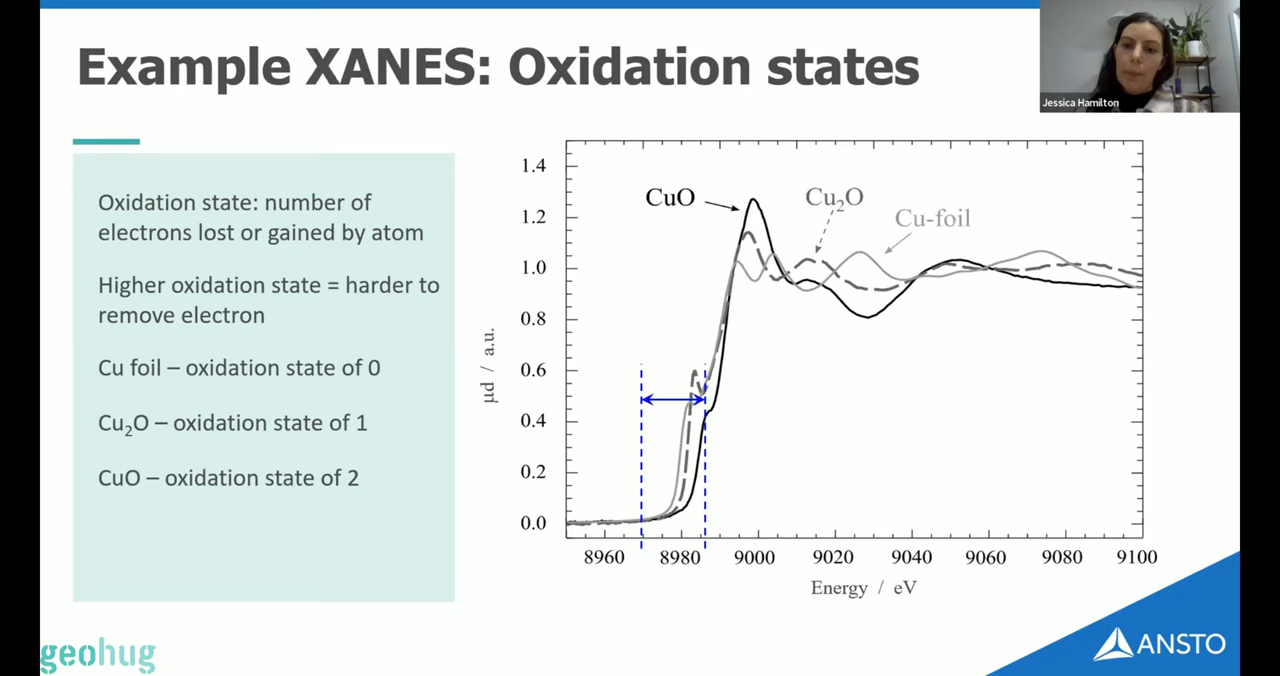 Example XANES: Oxidation states
Jessica Hamilton
Oxidation state: number of
electrons lost or gained by atom
Higher oxidation state = harder to
remove electron
Cu foil – oxidation state of 0
Cu₂O – oxidation state of 1
CuO – oxidation state of 2
μd / a.u.
1.4
1.2
1.0
0.8
0.6
0.4
0.2
0.0
CuO
Cu₂O
Cu-foil
8960 8980 9000 9020 9040 9060 9080 9100
Energy / eV
geohug
ANSTO